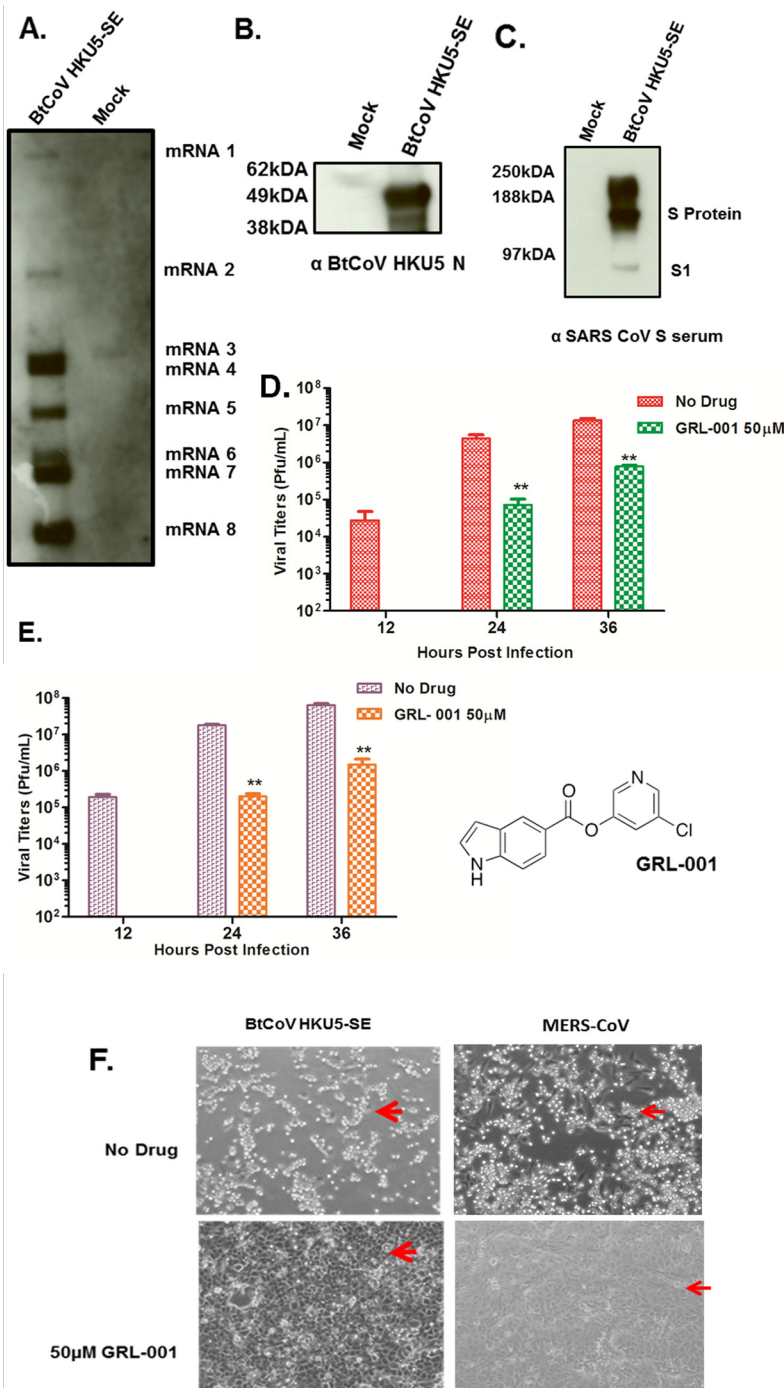 A.
BtCoV HKU5-SE
Mock
mRNA 1
mRNA 2
mRNA 3
mRNA 4
mRNA 5
mRNA 6
mRNA 7
mRNA 8
B.
Mock
BtCoV HKU5-SE
62kDA
49kDA
38kDA
α BtCoV HKU5 N
C.
Mock
BtCoV HKU5-SE
250kDA
188kDA
97kDA
S Protein
S1
α SARS CoV S serum
D.
Viral Titers (Pfu/mL)
10⁸
10⁷
10⁶
10⁵
10⁴
10³
10²
No Drug
GRL-001 50µM
**
**
12
24
36
Hours Post Infection
E.
Viral Titers (Pfu/mL)
10⁸
10⁷
10⁶
10⁵
10⁴
10³
10²
No Drug
GRL- 001 50µM
**
**
12
24
36
Hours Post Infection
N
O
O
Cl
N
H
GRL-001
F.
BtCoV HKU5-SE
MERS-CoV
No Drug
50µM GRL-001